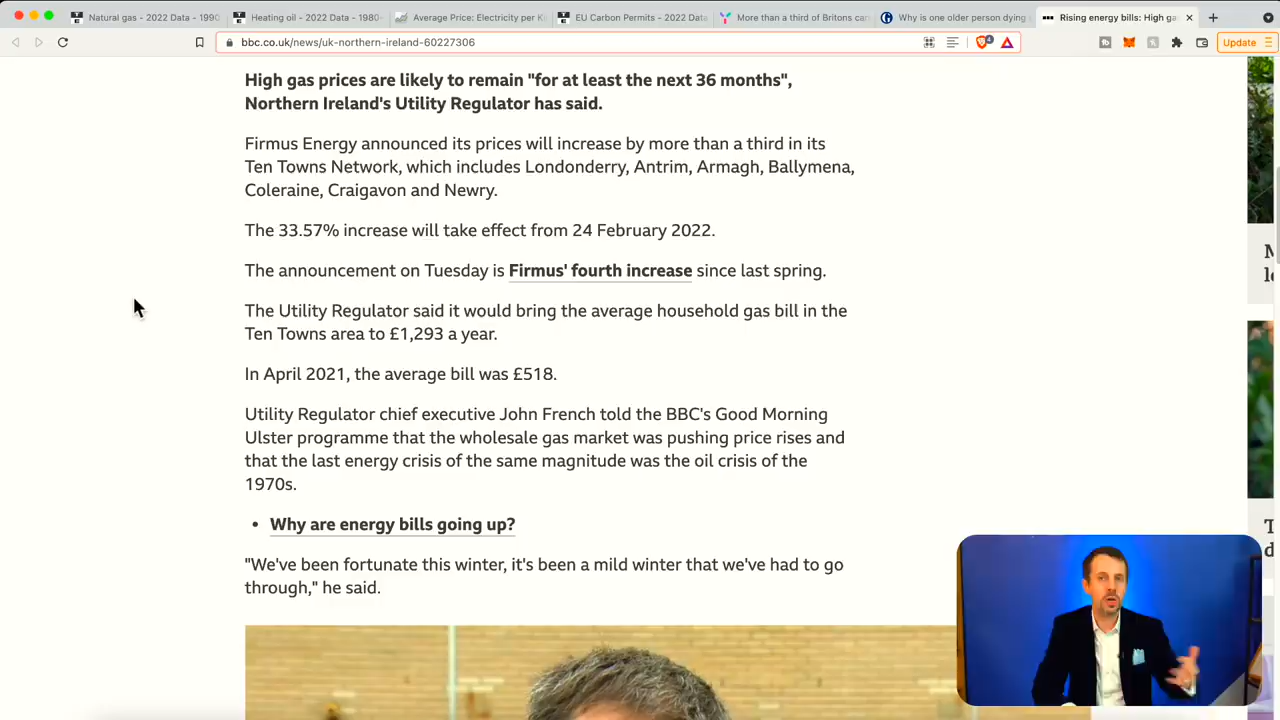 Natural gas - 2022 Data - 1990
Heating oil - 2022 Data - 1980-
Average Price: Electricity per Ki
EU Carbon Permits - 2022 Data
More than a third of Britons can
Why is one older person dying
Rising energy bills: High ga
bbc.co.uk/news/uk-northern-ireland-60227306
Update
High gas prices are likely to remain "for at least the next 36 months",
Northern Ireland's Utility Regulator has said.
Firmus Energy announced its prices will increase by more than a third in its
Ten Towns Network, which includes Londonderry, Antrim, Armagh, Ballymena,
Coleraine, Craigavon and Newry.
The 33.57% increase will take effect from 24 February 2022.
The announcement on Tuesday is Firmus' fourth increase since last spring.
The Utility Regulator said it would bring the average household gas bill in the
Ten Towns area to £1,293 a year.
In April 2021, the average bill was £518.
Utility Regulator chief executive John French told the BBC's Good Morning
Ulster programme that the wholesale gas market was pushing price rises and
that the last energy crisis of the same magnitude was the oil crisis of the
1970s.
• Why are energy bills going up?
"We've been fortunate this winter, it's been a mild winter that we've had to go
through," he said.